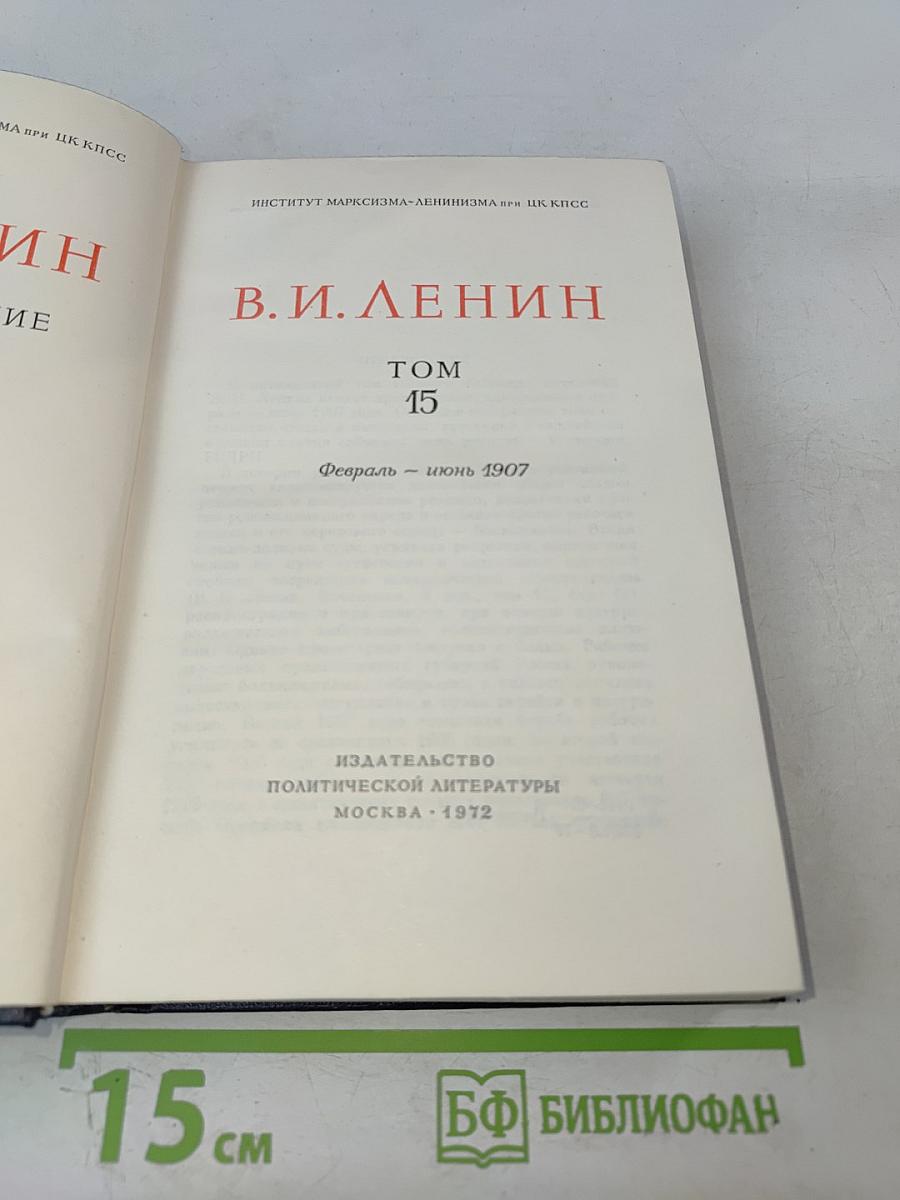 МА при ЦК КПСС
ИН
ИЕ
ИНСТИТУТ МАРКСИЗМА-ЛЕНИНИЗМА при ЦК КПСС
В. И. ЛЕНИН
ТОМ
15
Февраль – июнь 1907
ИЗДАТЕЛЬСТВО
ПОЛИТИЧЕСКОЙ ЛИТЕРАТУРЫ
МОСКВА · 1972
15 см
БФ БИБЛИОФАН